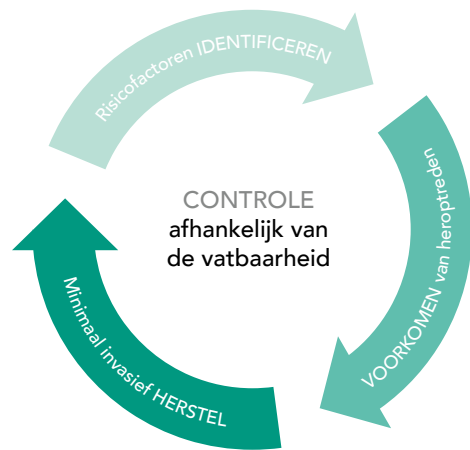 Risicofactoren IDENTIFICEREN
VOORKOMEN van heroptreden
Minimaal invasief HERSTEL
CONTROLE
afhankelijk van
de vatbaarheid